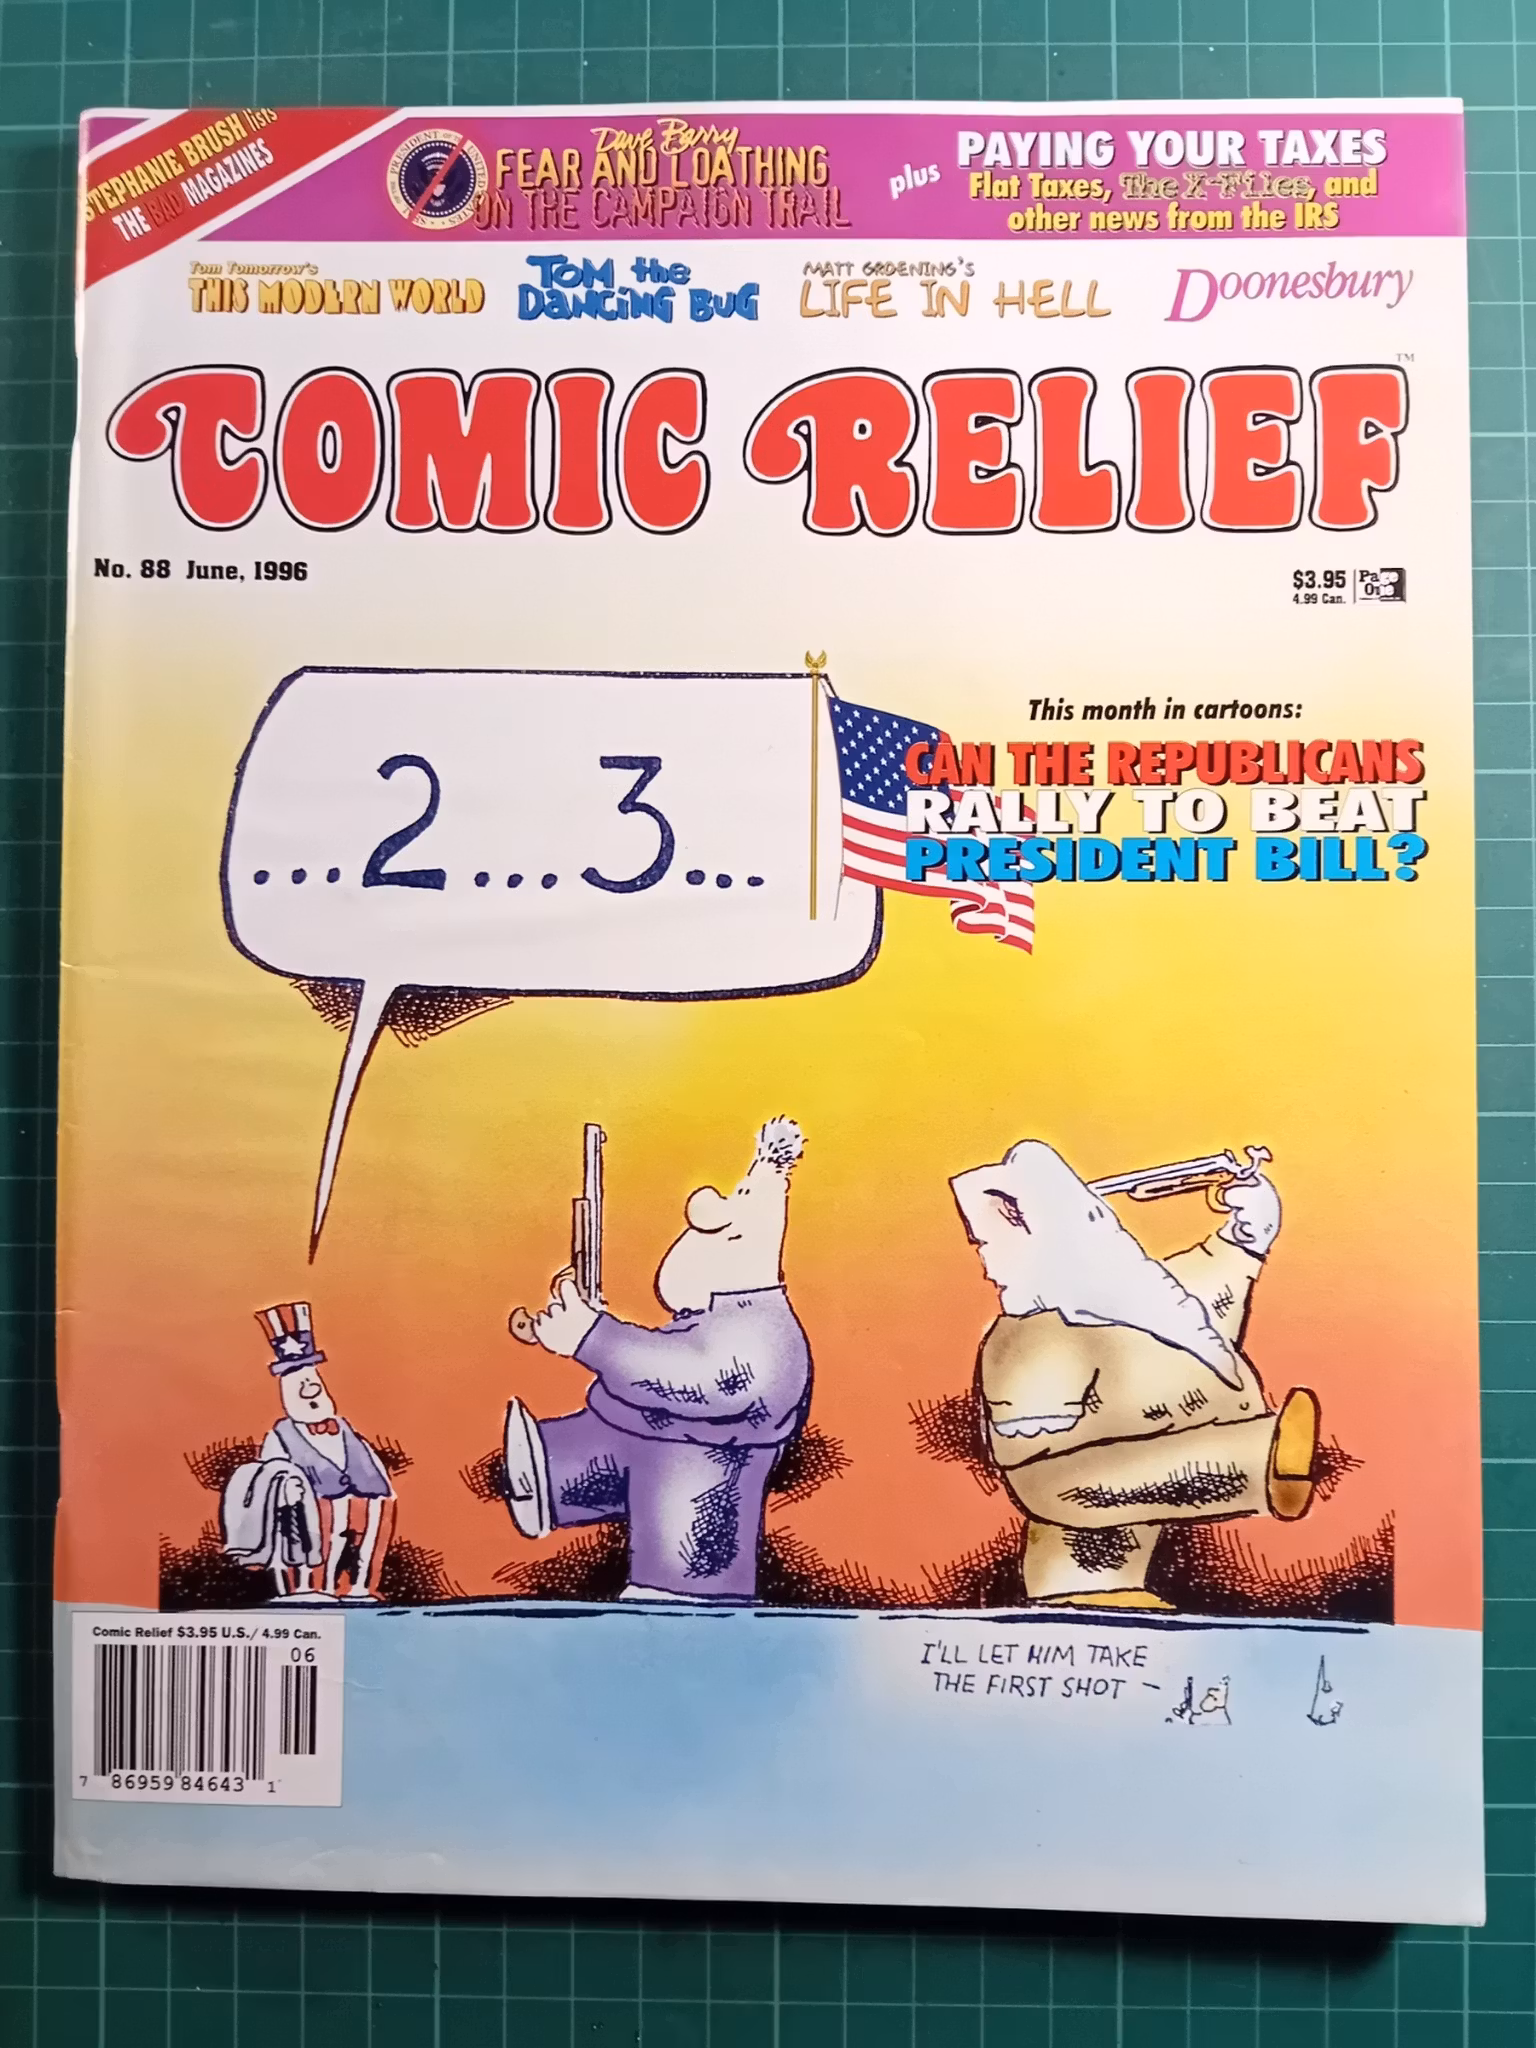 STEPHANIE BRUSH lists
THE BAD MAGAZINES
Dave Barry
FEAR AND LOATHING
ON THE CAMPAIGN TRAIL
plus
PAYING YOUR TAXES
Flat Taxes, The X-Files, and
other news from the IRS
Tom Tomorrow's
THIS MODERN WORLD
TOM the
DANCING BUG
MATT GROENING'S
LIFE IN HELL
Doonesbury
COMIC RELIEF™
No. 88 June, 1996
$3.95
4.99 Can.
Page
One
This month in cartoons:
CAN THE REPUBLICANS
RALLY TO BEAT
PRESIDENT BILL?
...2...3...
I'LL LET HIM TAKE
THE FIRST SHOT –
Comic Relief $3.95 U.S./ 4.99 Can.
06
7 86959 84643 1